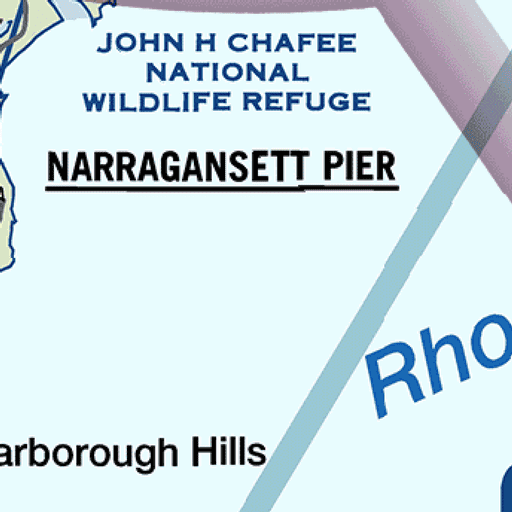 JOHN H CHAFEE
NATIONAL
WILDLIFE REFUGE
NARRAGANSETT PIER
Rho
arborough Hills